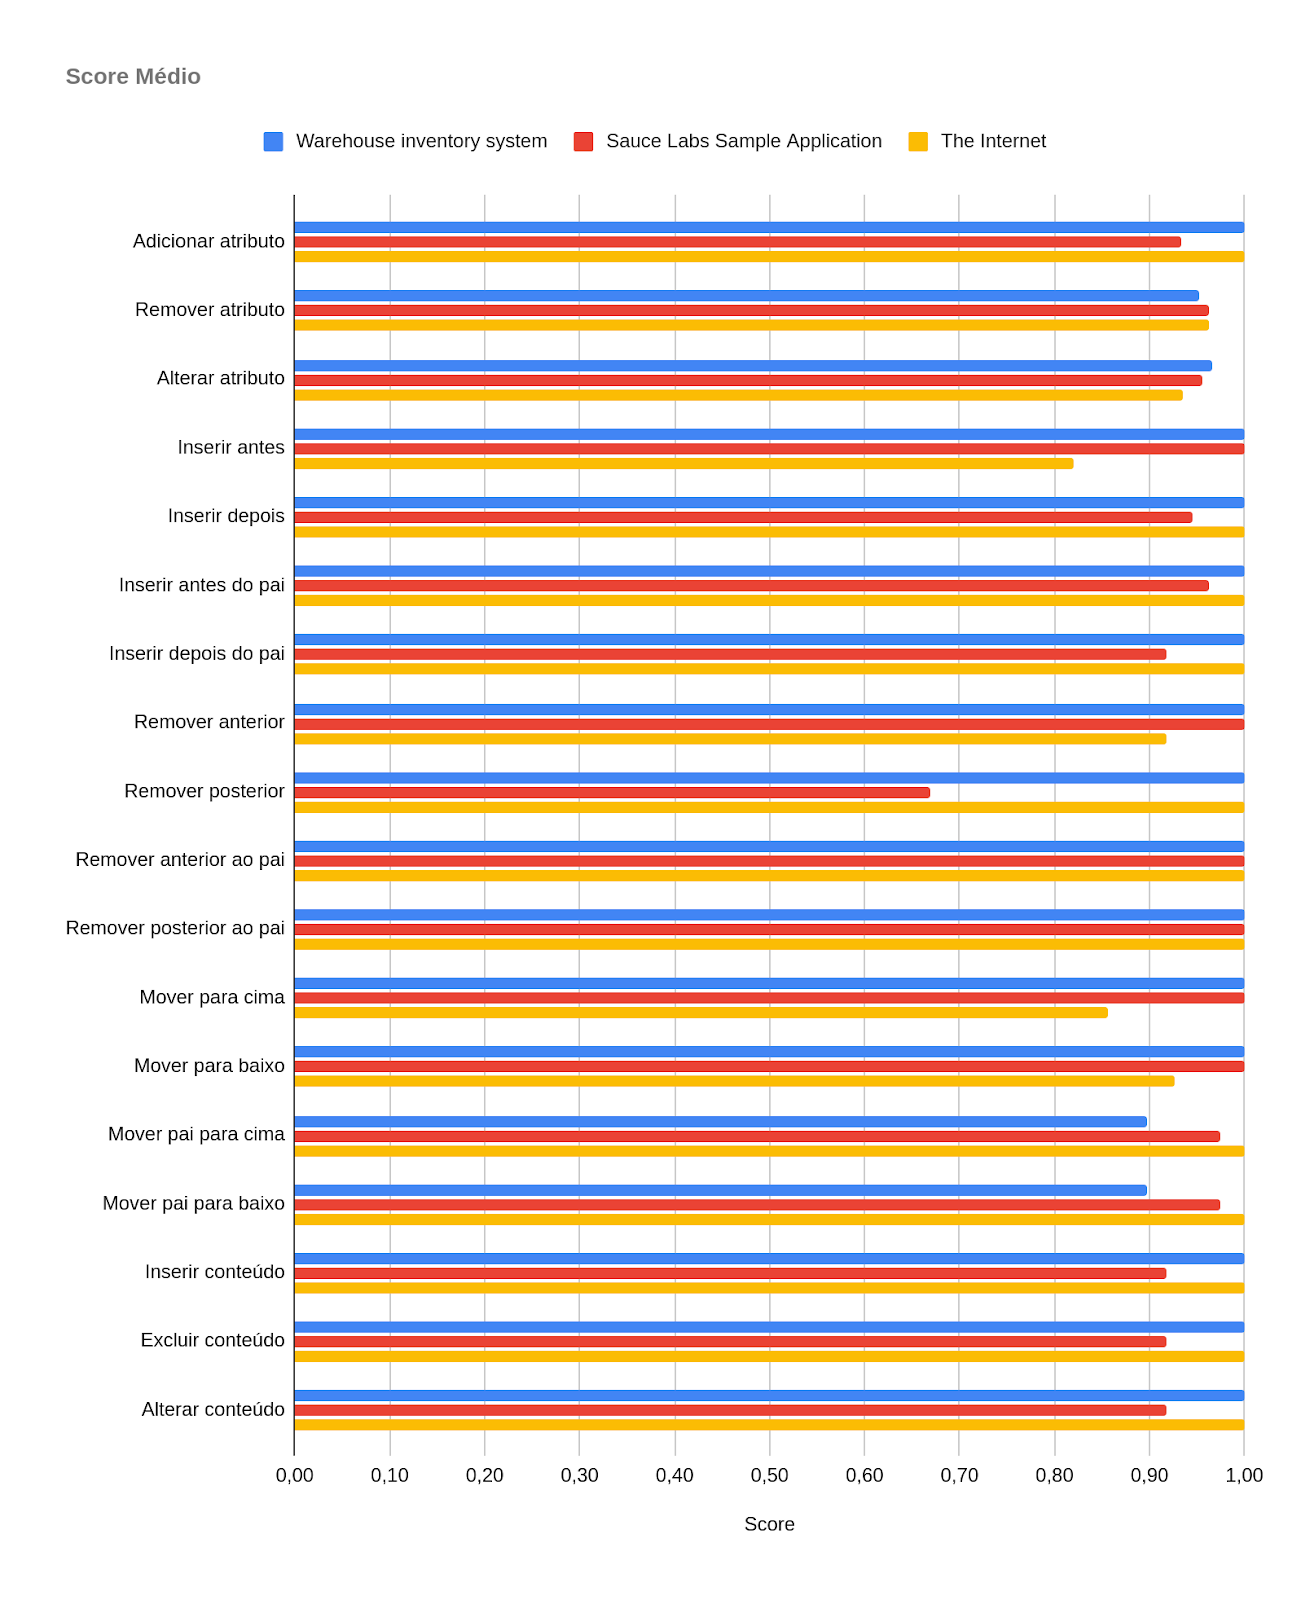 Score Médio
Warehouse inventory system Sauce Labs Sample Application The Internet
Adicionar atributo
Remover atributo
Alterar atributo
Inserir antes
Inserir depois
Inserir antes do pai
Inserir depois do pai
Remover anterior
Remover posterior
Remover anterior ao pai
Remover posterior ao pai
Mover para cima
Mover para baixo
Mover pai para cima
Mover pai para baixo
Inserir conteúdo
Excluir conteúdo
Alterar conteúdo
0,00 0,10 0,20 0,30 0,40 0,50 0,60 0,70 0,80 0,90 1,00
Score